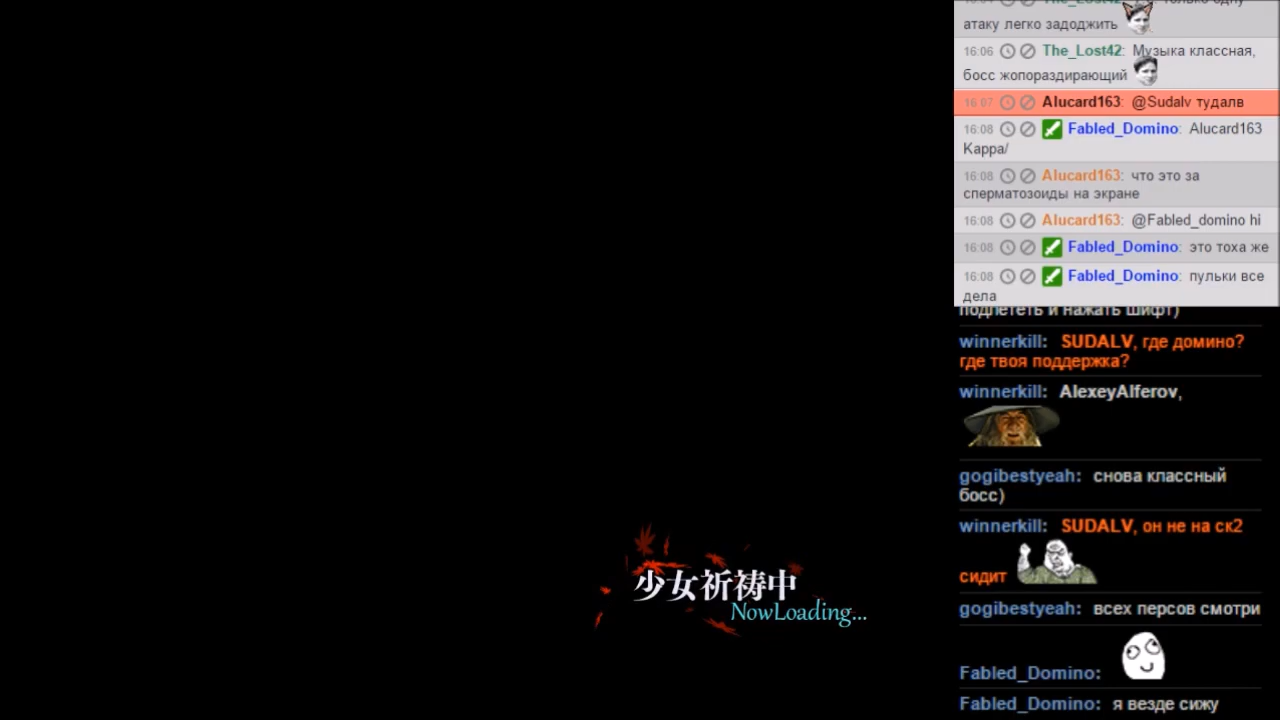 少女祈祷中
NowLoading...
атаку легко задоджить
16:06 The_Lost42: Музыка классная,
босс жопораздирающий
16:07 Alucard163: @Sudalv тудалв
16:08 Fabled_Domino: Alucard163
Kappa/
16:08 Alucard163: что это за
сперматозоиды на экране
16:08 Alucard163: @Fabled_domino hi
16:08 Fabled_Domino: это тоха же
16:08 Fabled_Domino: пульки все
дела
подлететь и нажать шифт)
winnerkill: SUDALV, где домино?
где твоя поддержка?
winnerkill: AlexeyAlferov,
gogibestyeah: снова классный
босс)
winnerkill: SUDALV, он не на ск2
сидит
gogibestyeah: всех персов смотри
Fabled_Domino:
Fabled_Domino: я везде сижу